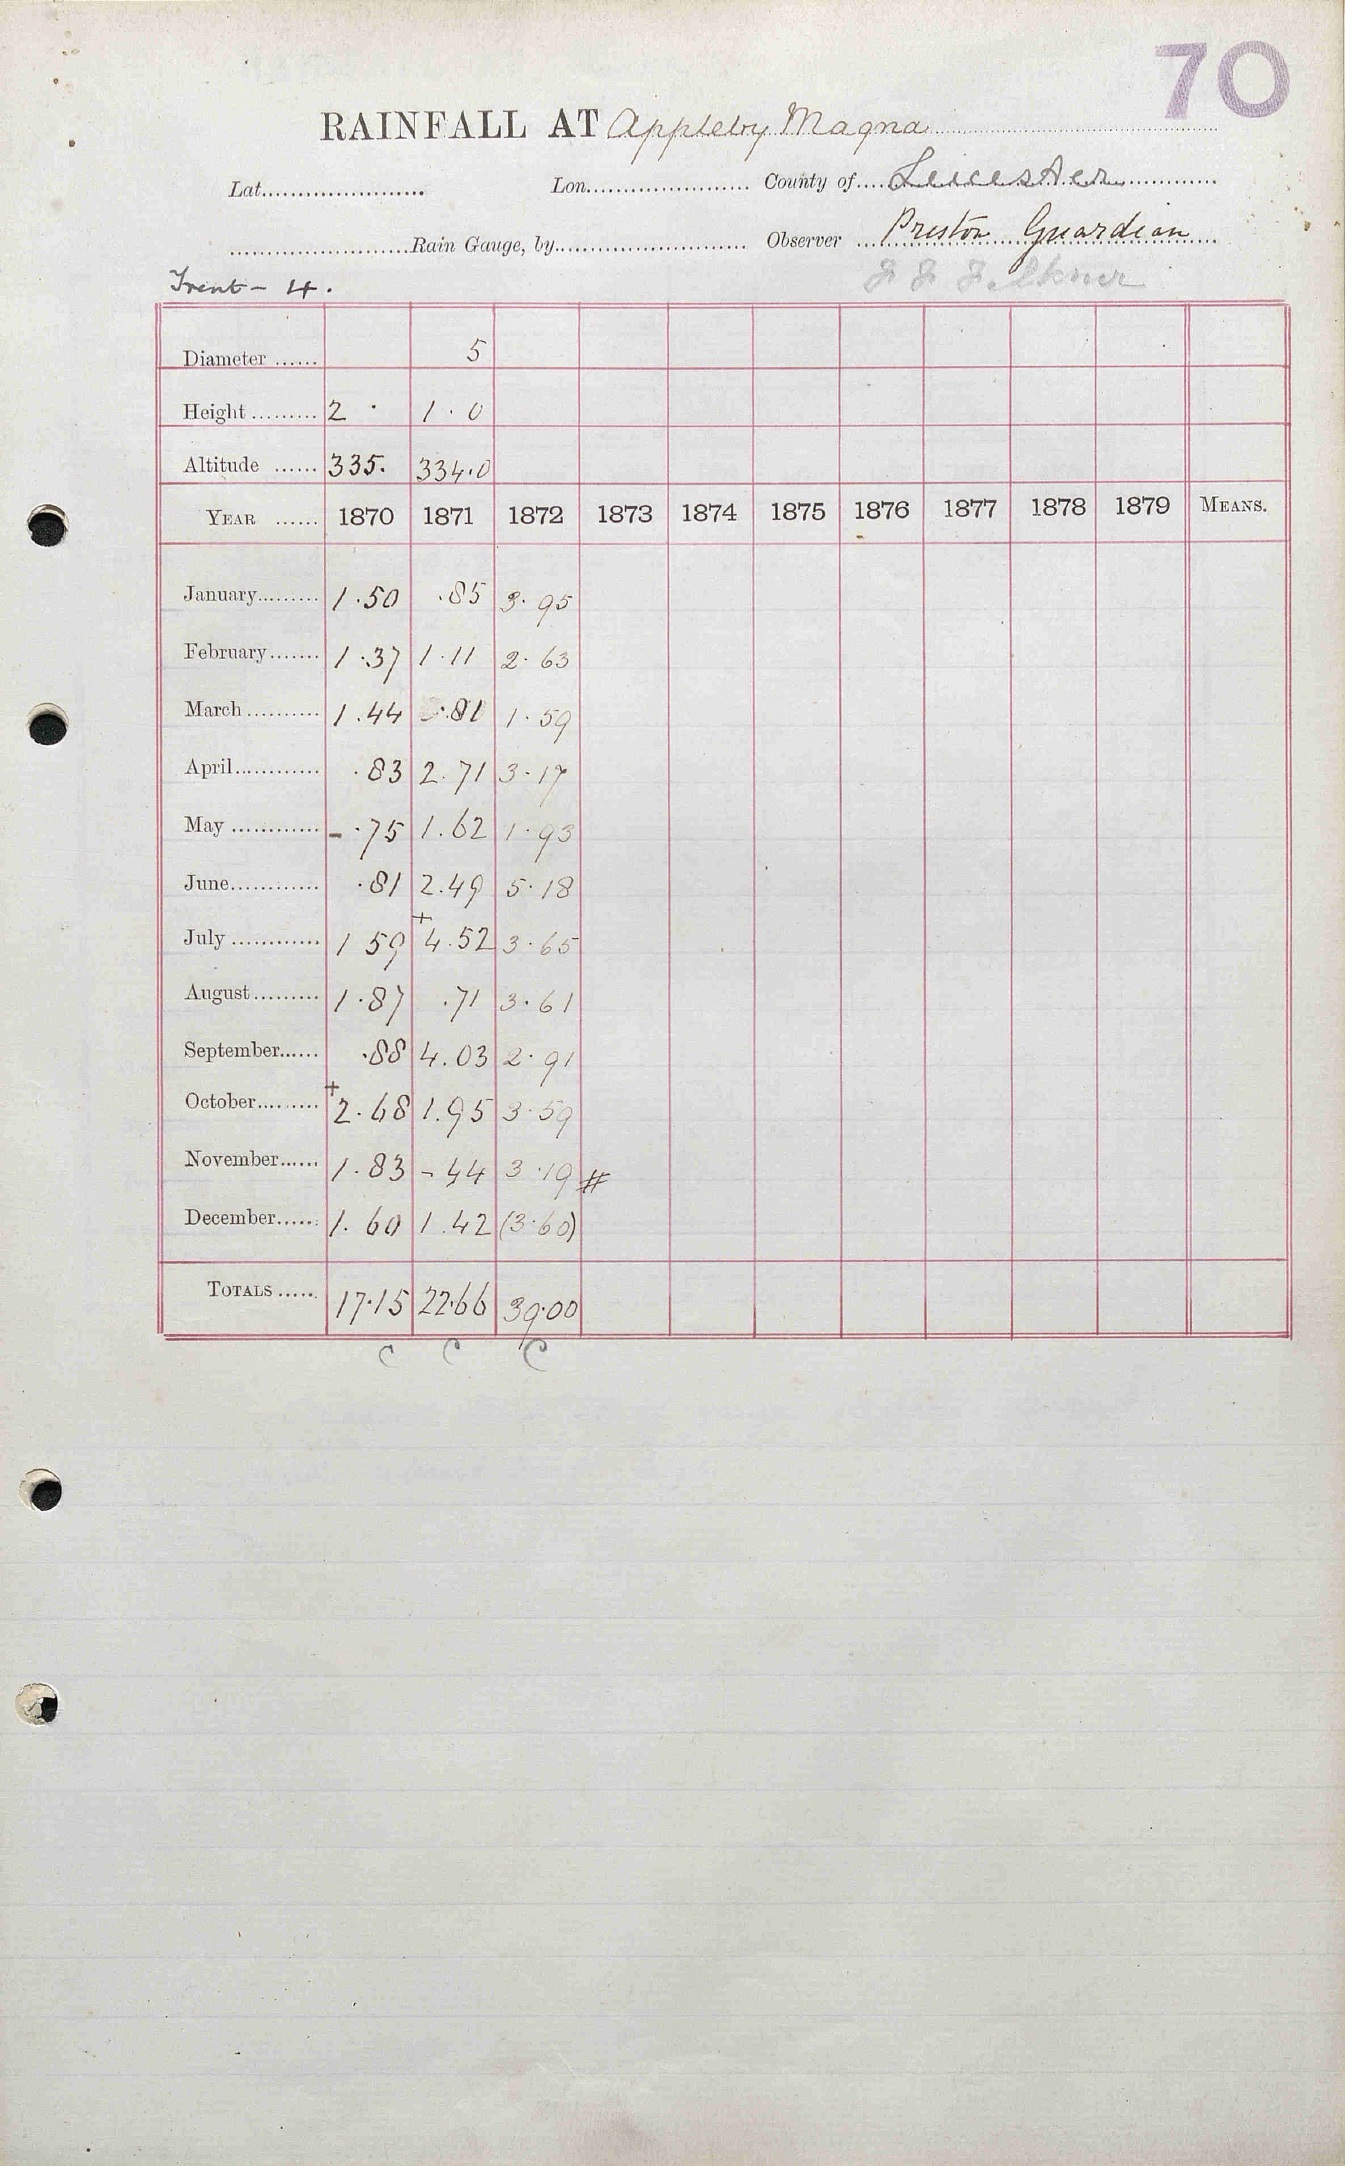 70
RAINFALL AT Appleby Magna
Lat. Lon. County of Leicester
Rain Gauge, by Observer Preston Guardian
Trent - 4.
Diameter 5
Height 2 · 1.0
Altitude 335. 334.0
YEAR 1870 1871 1872 1873 1874 1875 1876 1877 1878 1879 MEANS.
January 1.50 .85 3.95
February 1.37 1.11 2.63
March 1.44 .81 1.59
April .83 2.71 3.17
May - .75 1.62 1.93
June .81 2.49 5.18
July 1 59 + 4.52 3.65
August 1.87 .71 3.61
September .88 4.03 2.91
October + 2.68 1.95 3.59
November 1.83 - 44 3.19 #
December 1.60 1.42 (3.60)
TOTALS 17.15 22.66 39.00
C C C